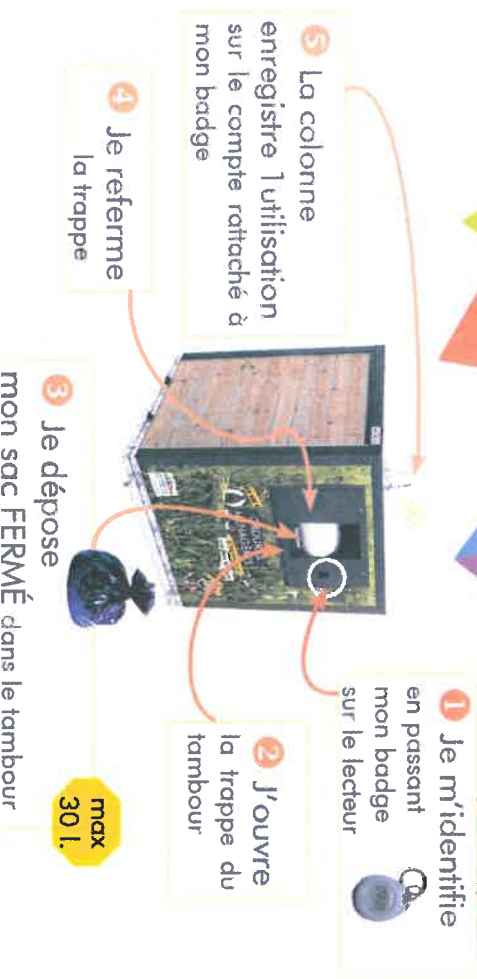 1 Je m'identifie
en passant
mon badge
sur le lecteur
2 J'ouvre
la trappe du
tambour
3 Je dépose
mon sac FERMÉ dans le tambour
max
30 l.
4 Je referme
la trappe
5 La colonne
enregistre l'utilisation
sur le compte rattaché à
mon badge